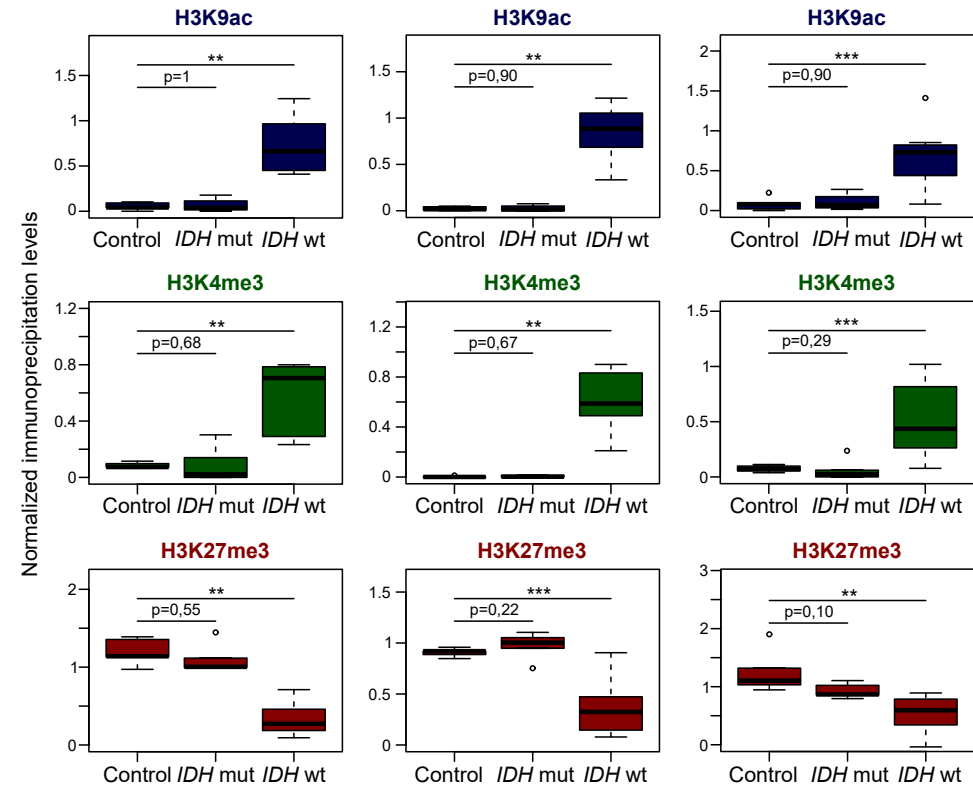 H3K9ac
H3K9ac
H3K9ac
Normalized immunoprecipitation levels
1.5
1
0.5
0
**
p=1
Control IDH mut IDH wt
1.5
1
0.5
0
**
p=0,90
Control IDH mut IDH wt
2
1.5
1
0.5
0
***
p=0,90
Control IDH mut IDH wt
H3K4me3
H3K4me3
H3K4me3
1.2
0.8
0.4
0
**
p=0,68
Control IDH mut IDH wt
1.2
0.8
0.4
0
**
p=0,67
Control IDH mut IDH wt
1.5
1
0.5
0
***
p=0,29
Control IDH mut IDH wt
H3K27me3
H3K27me3
H3K27me3
2
1
0
**
p=0,55
Control IDH mut IDH wt
1.5
1
0.5
0
***
p=0,22
Control IDH mut IDH wt
3
2
1
0
**
p=0,10
Control IDH mut IDH wt